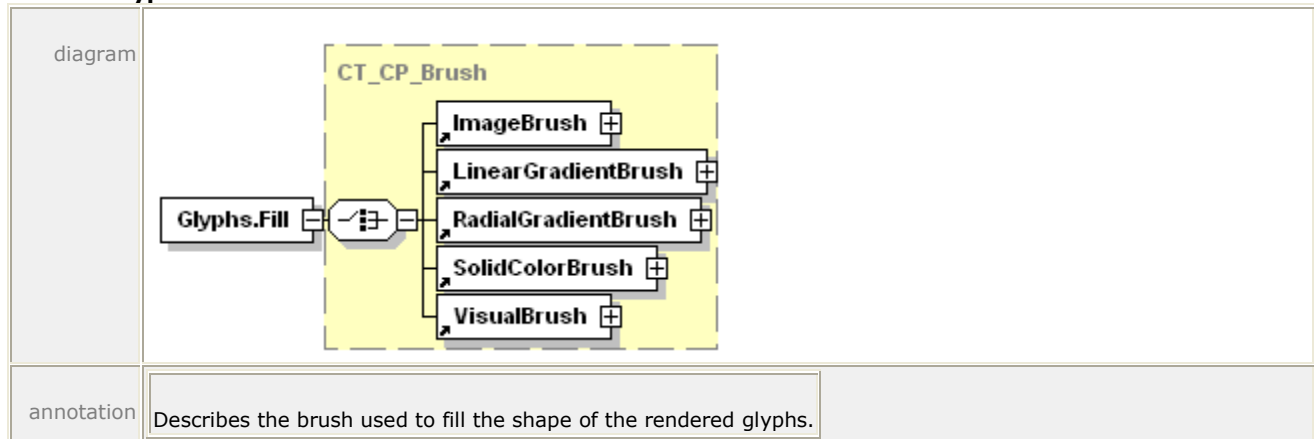 diagram
CT_CP_Brush
ImageBrush
LinearGradientBrush
Glyphs.Fill
RadialGradientBrush
SolidColorBrush
VisualBrush
annotation
Describes the brush used to fill the shape of the rendered glyphs.